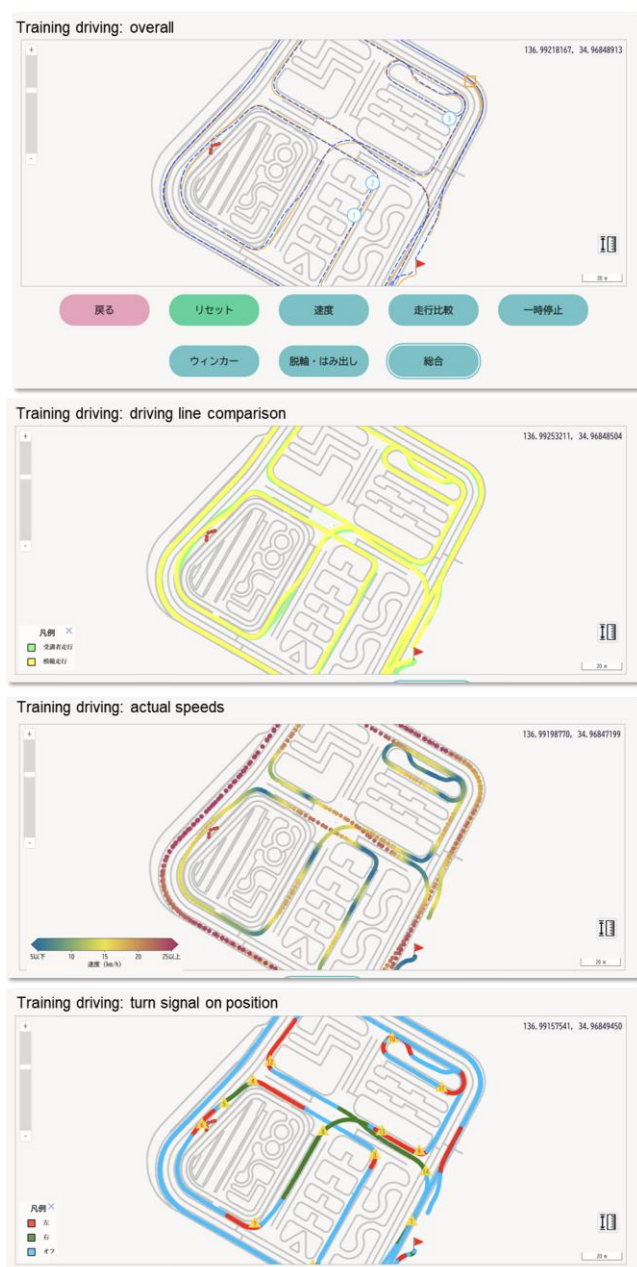 Training driving: overall
+
136. 99218167, 34. 96848913
3
2
1
-
20 m
戻る
リセット
速度
走行比較
一時停止
ウィンカー
脱輪・はみ出し
総合
Training driving: driving line comparison
+
136. 99253211, 34. 96848504
-
凡例 ×
受講者走行
模範走行
20 m
Training driving: actual speeds
+
136. 99198770, 34. 96847199
-
5以下 10 15 20 25以上
速度 (km/h)
20 m
Training driving: turn signal on position
+
136. 99157541, 34. 96849450
-
凡例 ×
左
右
オフ
20 m